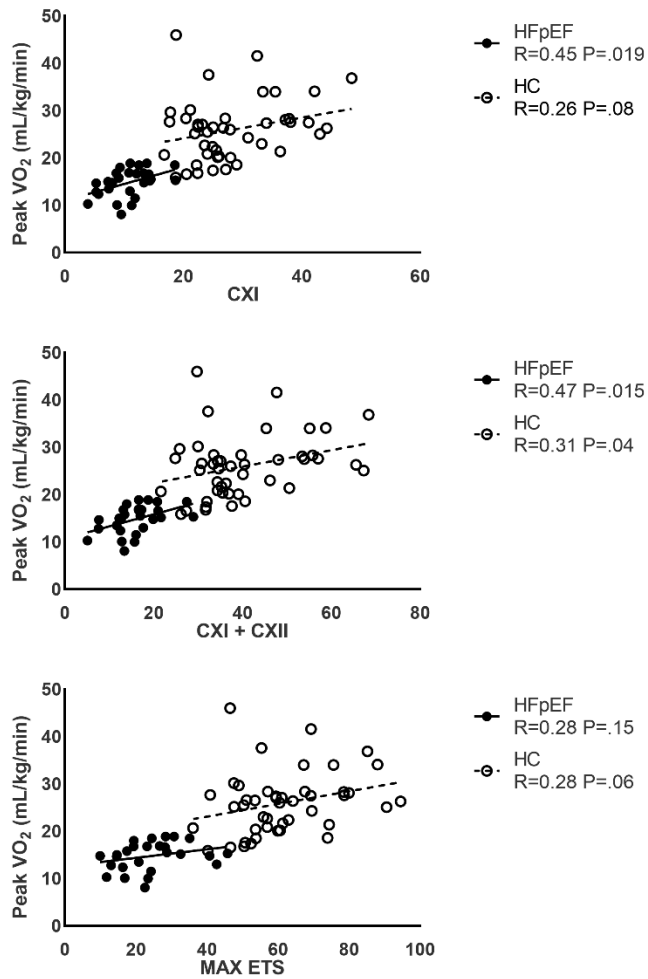 Peak VO2 (mL/kg/min)
50
40
30
20
10
0
0 20 40 60
CXI
HFpEF
R=0.45 P=.019
HC
R=0.26 P=.08
Peak VO2 (mL/kg/min)
50
40
30
20
10
0
0 20 40 60 80
CXI + CXII
HFpEF
R=0.47 P=.015
HC
R=0.31 P=.04
Peak VO2 (mL/kg/min)
50
40
30
20
10
0
0 20 40 60 80 100
MAX ETS
HFpEF
R=0.28 P=.15
HC
R=0.28 P=.06